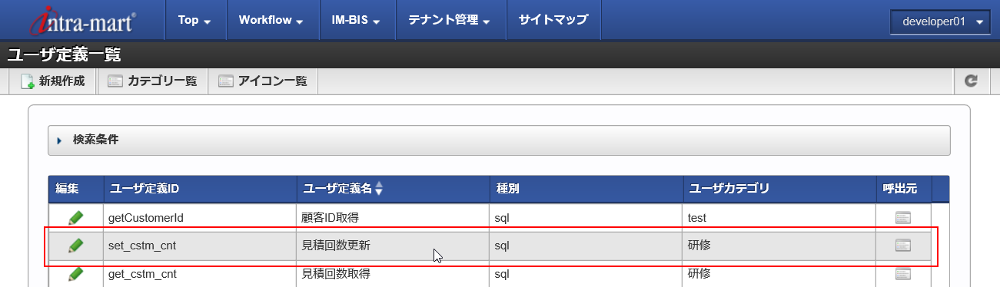 intra-mart® Top Workflow IM-BIS テナント管理 サイトマップ developer01
ユーザ定義一覧
新規作成 カテゴリ一覧 アイコン一覧
検索条件
編集 ユーザ定義ID ユーザ定義名 種別 ユーザカテゴリ 呼出元
getCustomerId 顧客ID取得 sql test
set_cstm_cnt 見積回数更新 sql 研修
get_cstm_cnt 見積回数取得 sql 研修